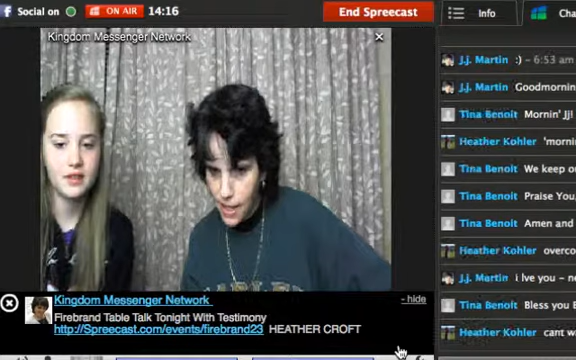 Social on
ON AIR
14:16
End Spreecast
Info
Cha
Kingdom Messenger Network
J.J. Martin :) – 6:53 am
J.J. Martin Goodmornin
Tina Benoit Mornin' JJ!
Heather Kohler 'mornin
Tina Benoit We keep o
Tina Benoit Praise You,
Tina Benoit Amen and
Heather Kohler overco
J.J. Martin I lve you – n
Tina Benoit Bless you B
Heather Kohler cant w
Kingdom Messenger Network
- hide
Firebrand Table Talk Tonight With Testimony
http://Spreecast.com/events/firebrand23 HEATHER CROFT